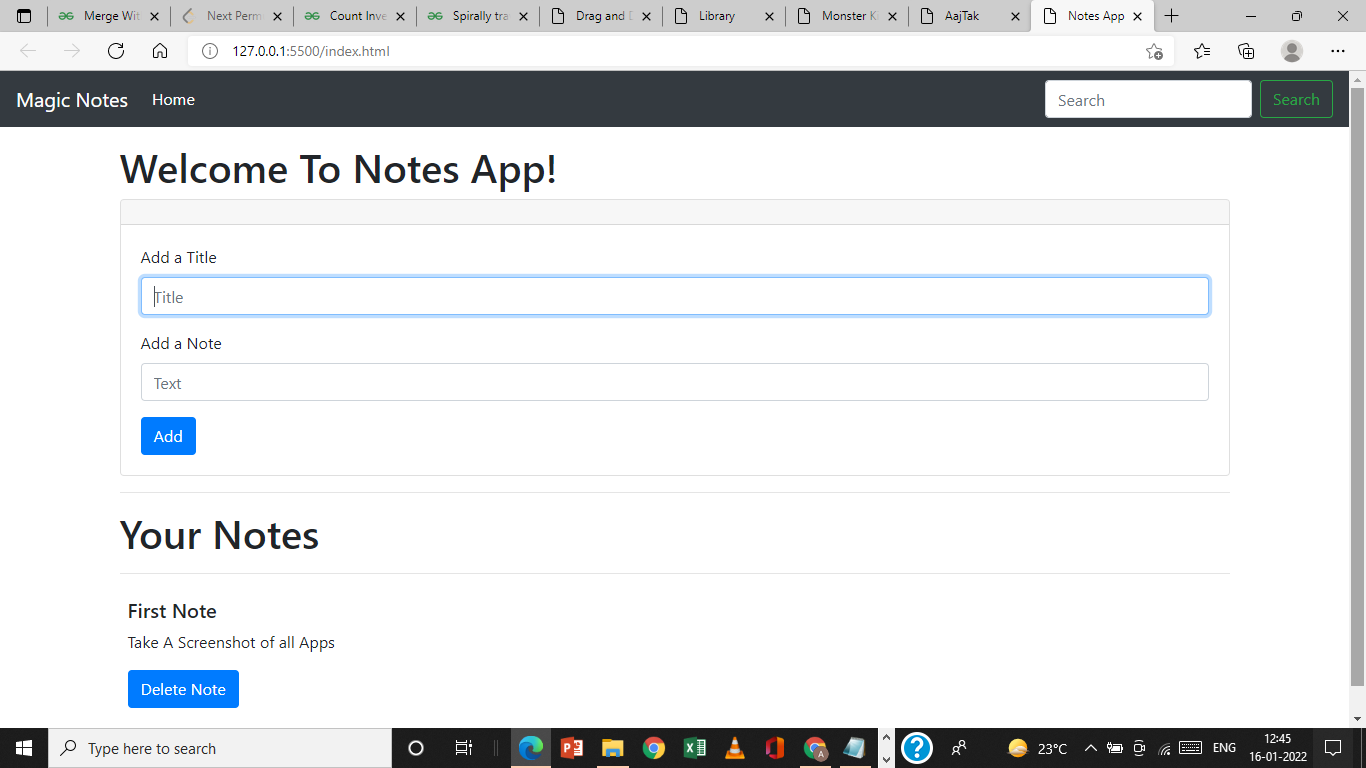 Merge Wit
Next Perm
Count Inve
Spirally tra
Drag and D
Library
Monster K
AajTak
Notes App
127.0.0.1:5500/index.html
Magic Notes
Home
Search
Search
Welcome To Notes App!
Add a Title
Title
Add a Note
Text
Add
Your Notes
First Note
Take A Screenshot of all Apps
Delete Note
Type here to search
23°C
ENG
12:45
16-01-2022